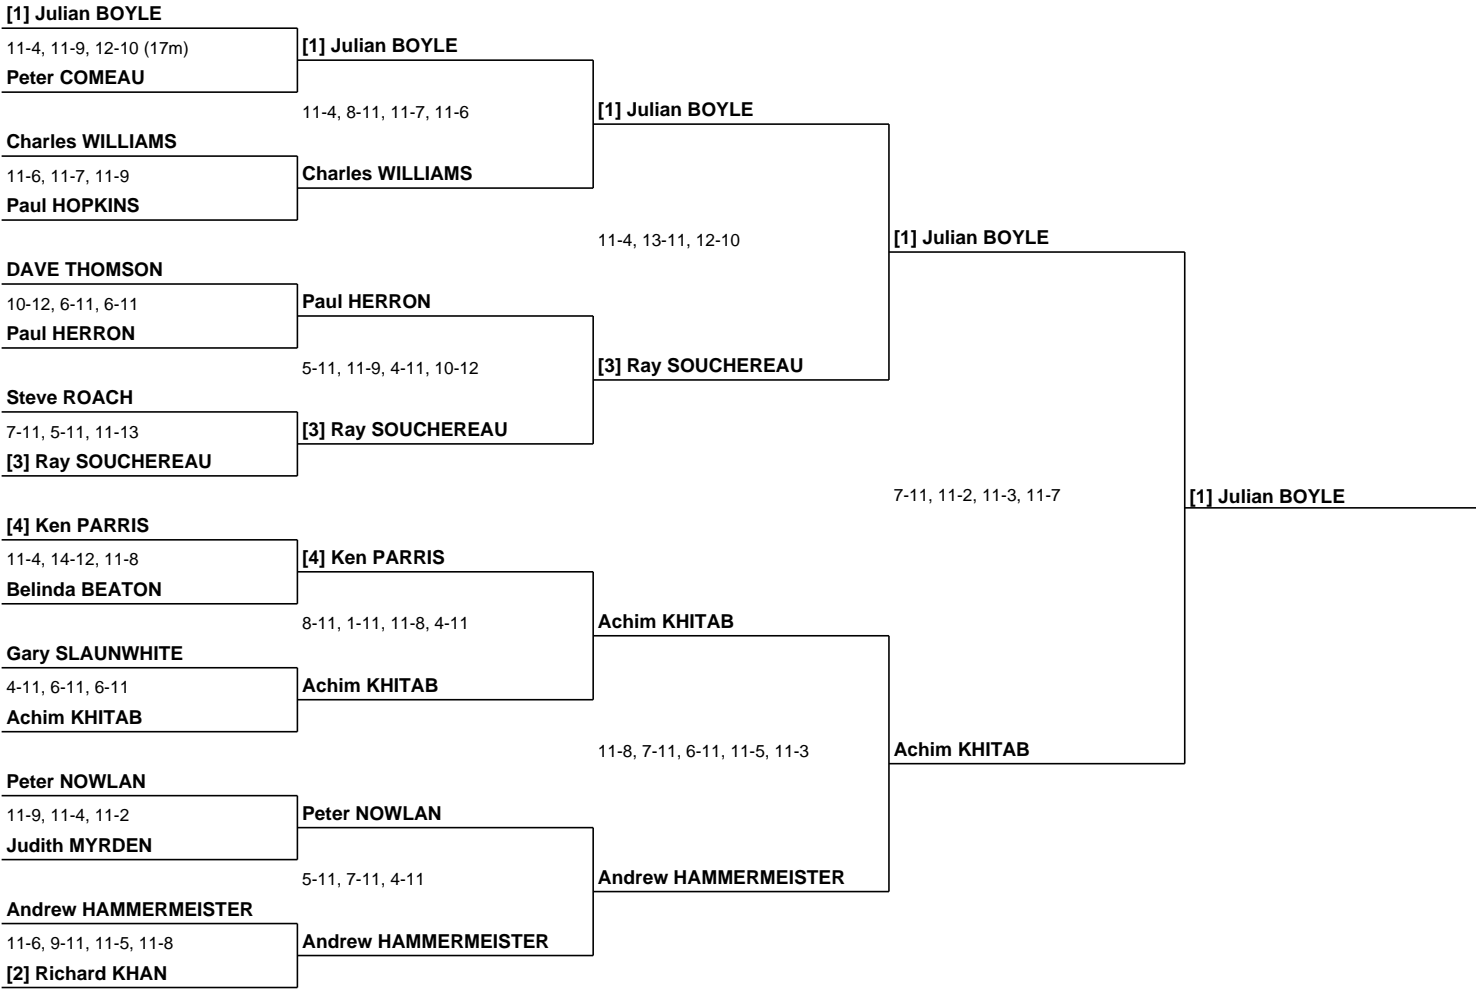 [1] Julian BOYLE
11-4, 11-9, 12-10 (17m)
Peter COMEAU
Charles WILLIAMS
11-6, 11-7, 11-9
Paul HOPKINS
DAVE THOMSON
10-12, 6-11, 6-11
Paul HERRON
Steve ROACH
7-11, 5-11, 11-13
[3] Ray SOUCHEREAU
[4] Ken PARRIS
11-4, 14-12, 11-8
Belinda BEATON
Gary SLAUNWHITE
4-11, 6-11, 6-11
Achim KHITAB
Peter NOWLAN
11-9, 11-4, 11-2
Judith MYRDEN
Andrew HAMMERMEISTER
11-6, 9-11, 11-5, 11-8
[2] Richard KHAN
[1] Julian BOYLE
11-4, 8-11, 11-7, 11-6
Charles WILLIAMS
Paul HERRON
5-11, 11-9, 4-11, 10-12
[3] Ray SOUCHEREAU
[4] Ken PARRIS
8-11, 1-11, 11-8, 4-11
Achim KHITAB
Peter NOWLAN
5-11, 7-11, 4-11
Andrew HAMMERMEISTER
[1] Julian BOYLE
11-4, 13-11, 12-10
[3] Ray SOUCHEREAU
Achim KHITAB
11-8, 7-11, 6-11, 11-5, 11-3
Andrew HAMMERMEISTER
[1] Julian BOYLE
7-11, 11-2, 11-3, 11-7
Achim KHITAB
[1] Julian BOYLE